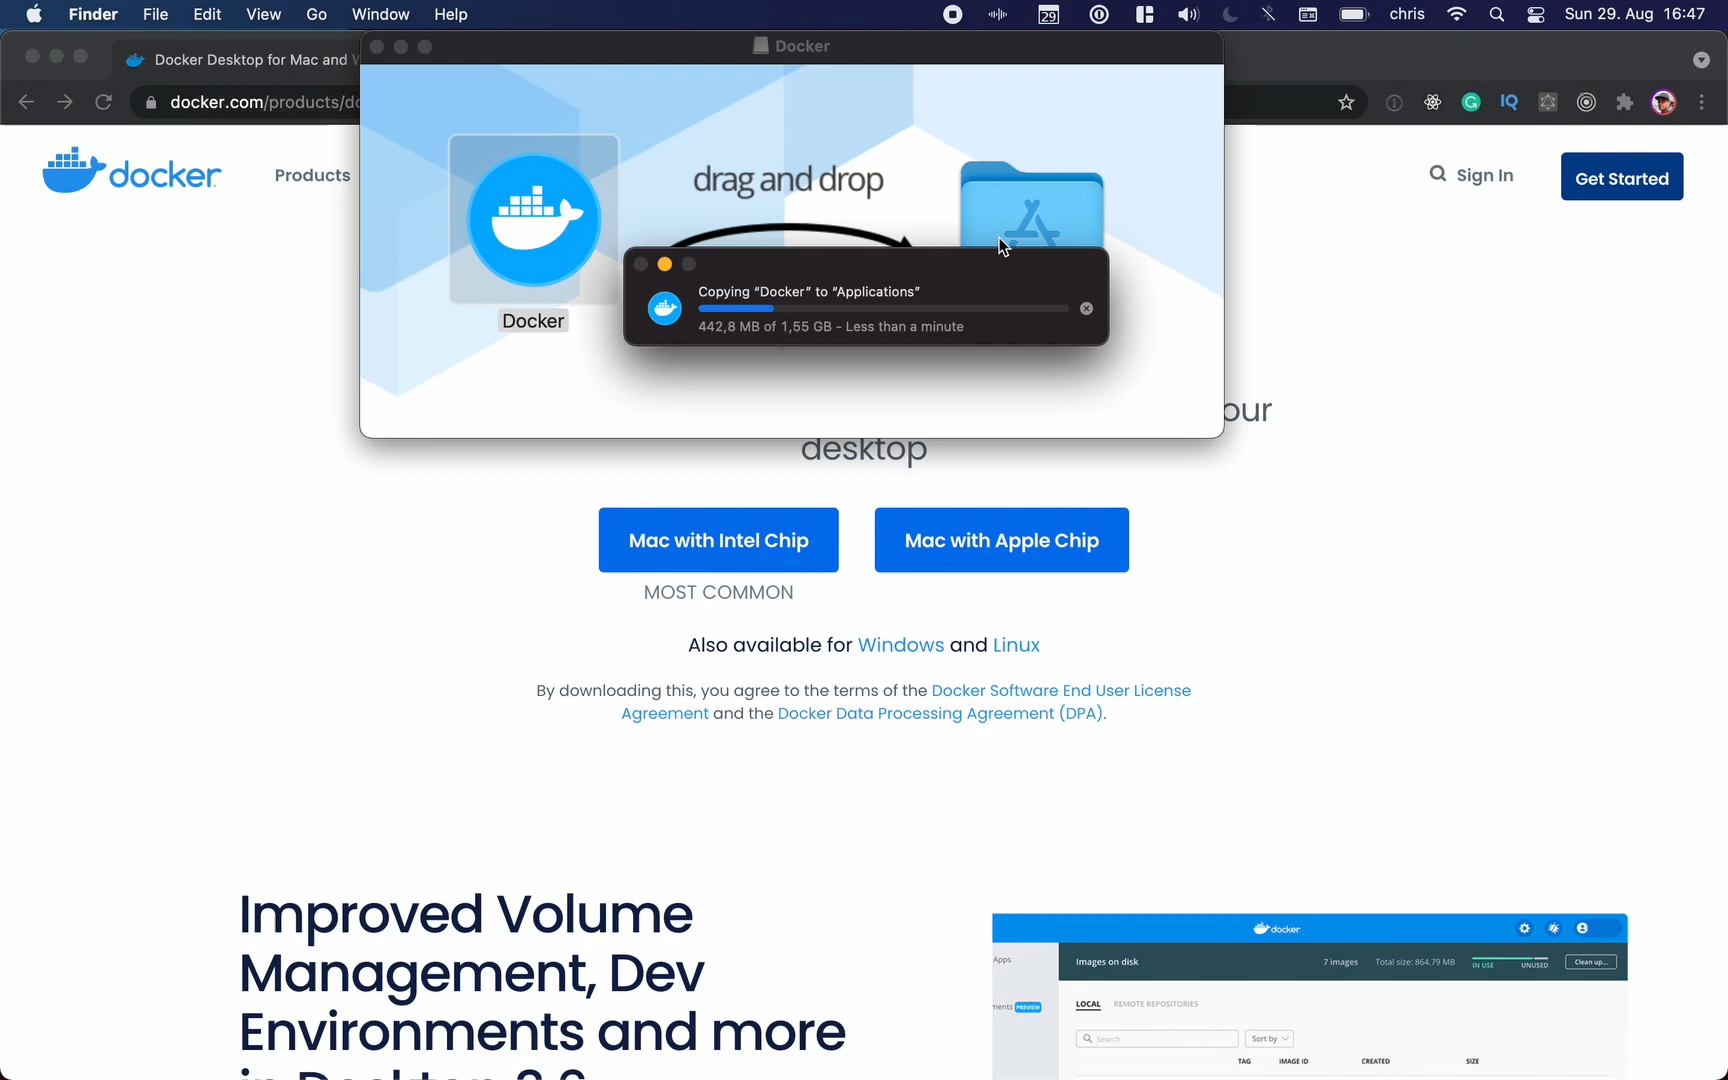 Finder File Edit View Go Window Help 29 chris Sun 29. Aug 16:47
Docker Desktop for Mac and W
Docker
docker.com/products/do
docker Products
Sign In
Get Started
drag and drop
Docker
Copying “Docker” to “Applications”
442,8 MB of 1,55 GB - Less than a minute
our
desktop
Mac with Intel Chip
Mac with Apple Chip
MOST COMMON
Also available for Windows and Linux
By downloading this, you agree to the terms of the Docker Software End User License
Agreement and the Docker Data Processing Agreement (DPA).
Improved Volume
Management, Dev
Environments and more
docker
Apps
Images on disk
7 images
Total size: 864.79 MB
IN USE
UNUSED
Clean up...
LOCAL
REMOTE REPOSITORIES
PREVIEW
Search
Sort by
TAG
IMAGE ID
CREATED
SIZE